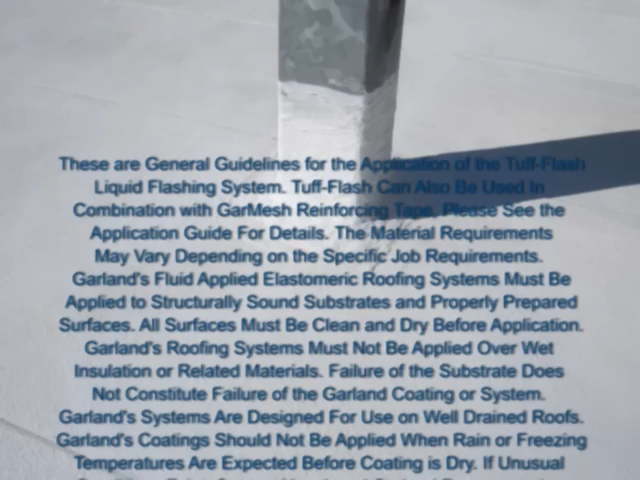 These are General Guidelines for the Application of the Tuff-Flash
Liquid Flashing System. Tuff-Flash Can Also Be Used In
Combination with GarMesh Reinforcing Tape, Please See the
Application Guide For Details. The Material Requirements
May Vary Depending on the Specific Job Requirements.
Garland's Fluid Applied Elastomeric Roofing Systems Must Be
Applied to Structurally Sound Substrates and Properly Prepared
Surfaces. All Surfaces Must Be Clean and Dry Before Application.
Garland's Roofing Systems Must Not Be Applied Over Wet
Insulation or Related Materials. Failure of the Substrate Does
Not Constitute Failure of the Garland Coating or System.
Garland's Systems Are Designed For Use on Well Drained Roofs.
Garland's Coatings Should Not Be Applied When Rain or Freezing
Temperatures Are Expected Before Coating is Dry. If Unusual